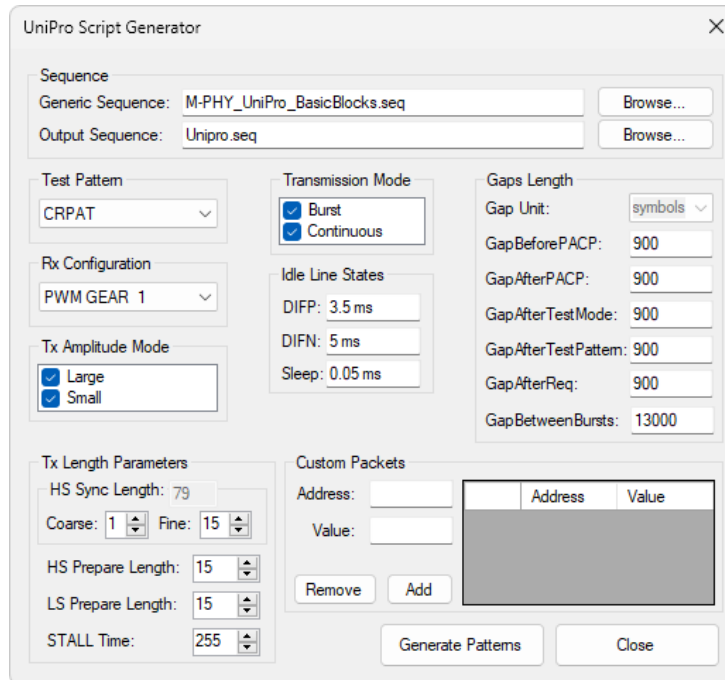 UniPro Script Generator
Sequence
Generic Sequence: M-PHY_UniPro_BasicBlocks.seq Browse...
Output Sequence: Unipro.seq Browse...
Test Pattern
CRPAT
Rx Configuration
PWM GEAR 1
Tx Amplitude Mode
Large
Small
Transmission Mode
Burst
Continuous
Idle Line States
DIFP: 3.5 ms
DIFN: 5 ms
Sleep: 0.05 ms
Gaps Length
Gap Unit: symbols
GapBeforePACP: 900
GapAfterPACP: 900
GapAfterTestMode: 900
GapAfterTestPattern: 900
GapAfterReq: 900
GapBetweenBursts: 13000
Tx Length Parameters
HS Sync Length: 79
Coarse: 1 Fine: 15
HS Prepare Length: 15
LS Prepare Length: 15
STALL Time: 255
Custom Packets
Address:
Value:
Remove Add
Address Value
Generate Patterns Close